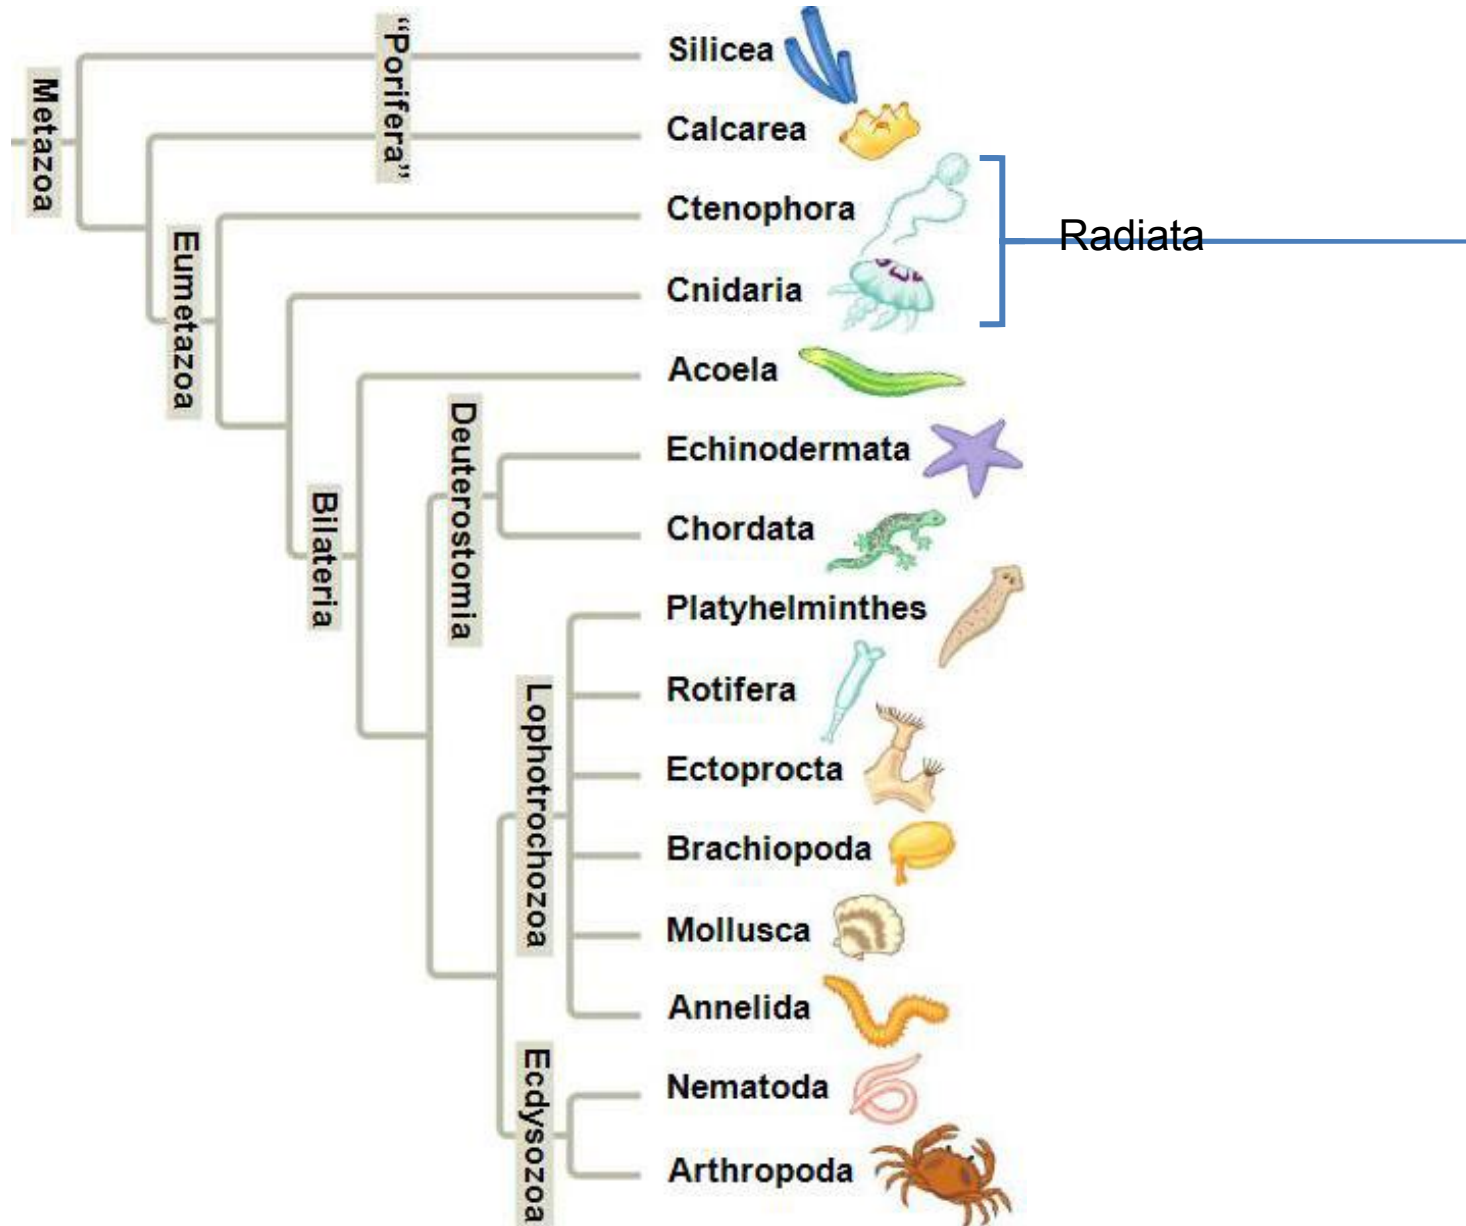 Metazoa
“Porifera”
Eumetazoa
Bilateria
Deuterostomia
Lophotrochozoa
Ecdysozoa
Silicea
Calcarea
Ctenophora
Radiata
Cnidaria
Acoela
Echinodermata
Chordata
Platyhelminthes
Rotifera
Ectoprocta
Brachiopoda
Mollusca
Annelida
Nematoda
Arthropoda